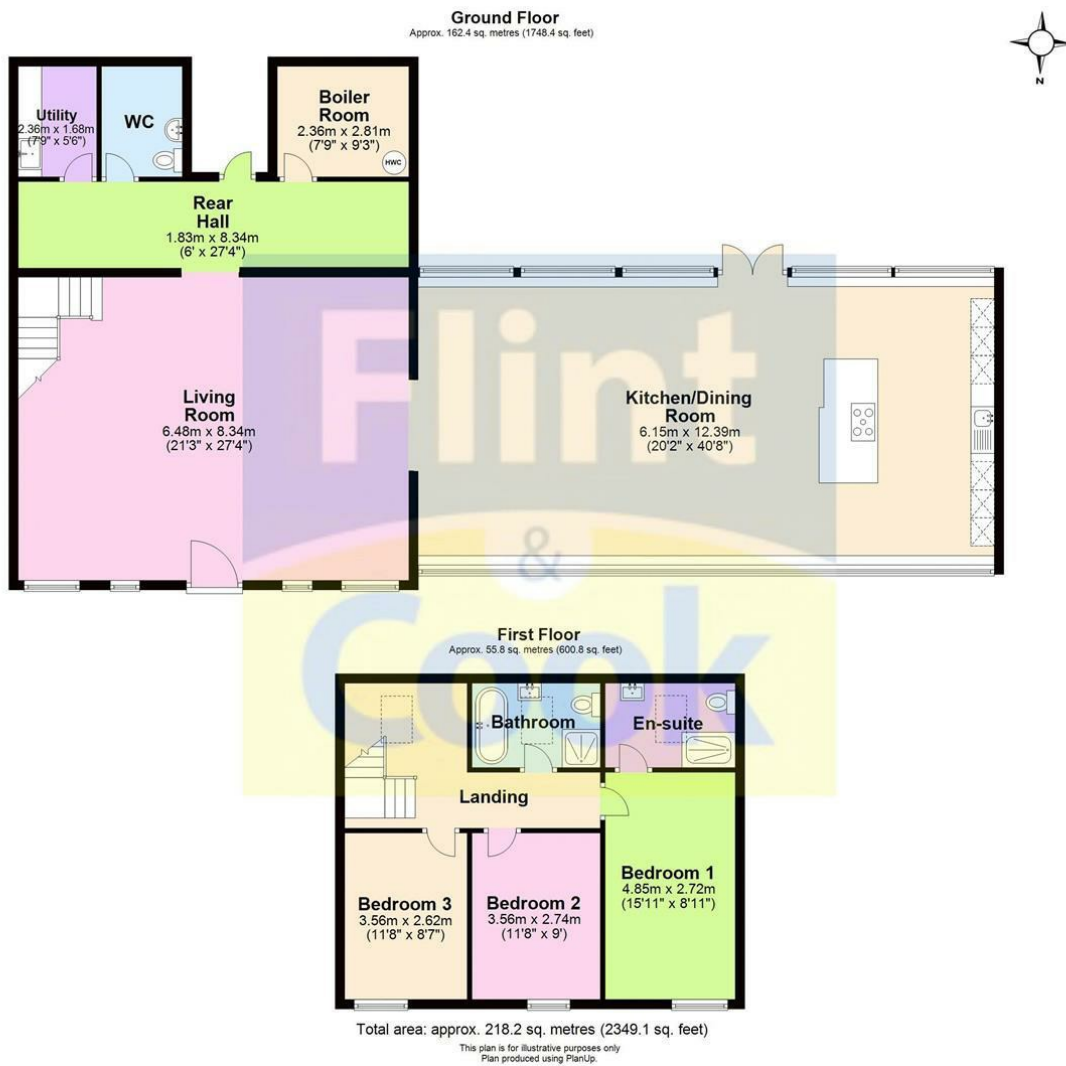 Ground Floor
Approx. 162.4 sq. metres (1748.4 sq. feet)
N
Utility
2.36m x 1.68m
(7'9" x 5'6")
WC
Boiler
Room
2.36m x 2.81m
(7'9" x 9'3")
HWC
Rear
Hall
1.83m x 8.34m
(6' x 27'4")
Living
Room
6.48m x 8.34m
(21'3" x 27'4")
Kitchen/Dining
Room
6.15m x 12.39m
(20'2" x 40'8")
Flint
&
Cook
First Floor
Approx. 55.8 sq. metres (600.8 sq. feet)
Bathroom
En-suite
Landing
Bedroom 1
4.85m x 2.72m
(15'11" x 8'11")
Bedroom 3
3.56m x 2.62m
(11'8" x 8'7")
Bedroom 2
3.56m x 2.74m
(11'8" x 9')
Total area: approx. 218.2 sq. metres (2349.1 sq. feet)
This plan is for illustrative purposes only
Plan produced using PlanUp.